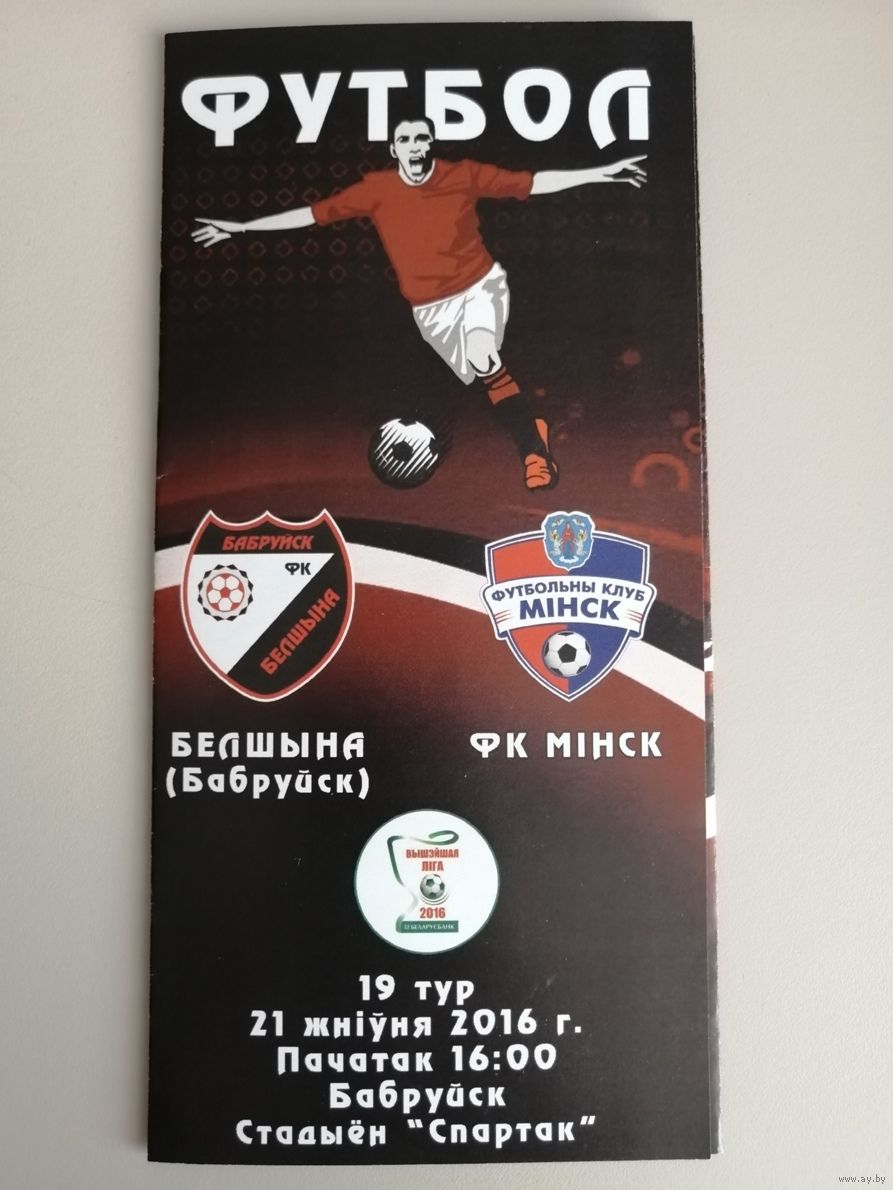 ФУТБОЛ
БАБРУЙСК
ФК
БЕЛШЫНА
ФУТБОЛЬНЫ КЛУБ
МІНСК
БЕЛШЫНА
(Бабруйск)
ФК МІНСК
ВЫШЭЙШАЯ
ЛІГА
2016
БЕЛАРУСБАНК
19 тур
21 жніўня 2016 г.
Пачатак 16:00
Бабруйск
Стадыён "Спартак"
www.ay.by